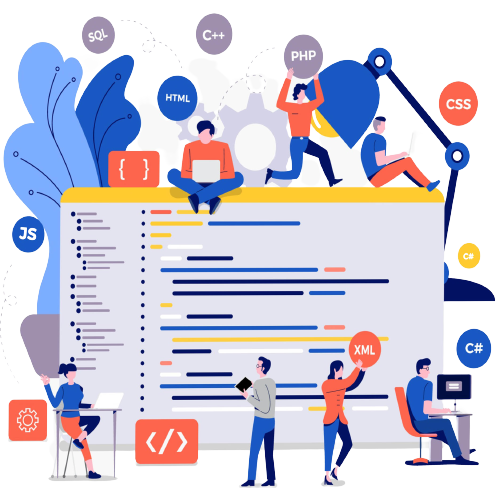 SQL
C++
PHP
HTML
CSS
{ }
JS
C#
XML
C#
</>